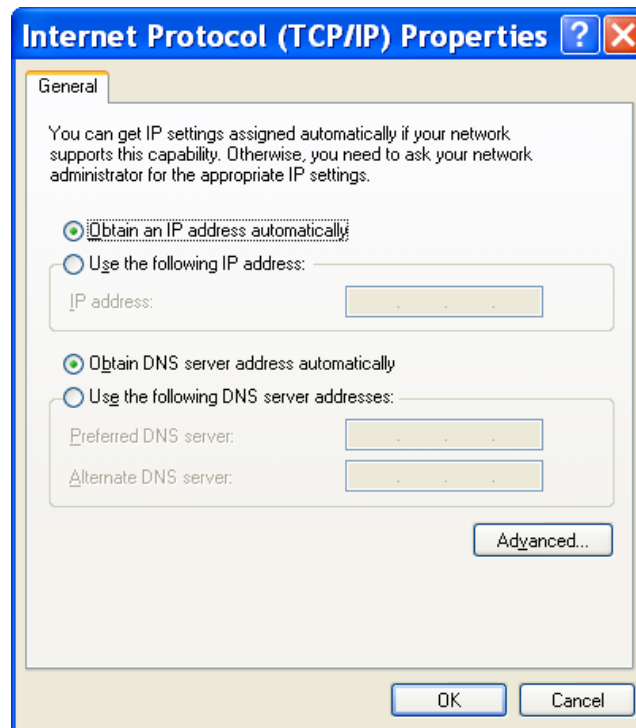 Internet Protocol (TCP/IP) Properties
General
You can get IP settings assigned automatically if your network
supports this capability. Otherwise, you need to ask your network
administrator for the appropriate IP settings.
Obtain an IP address automatically
Use the following IP address:
IP address:
Obtain DNS server address automatically
Use the following DNS server addresses:
Preferred DNS server:
Alternate DNS server:
Advanced...
OK Cancel